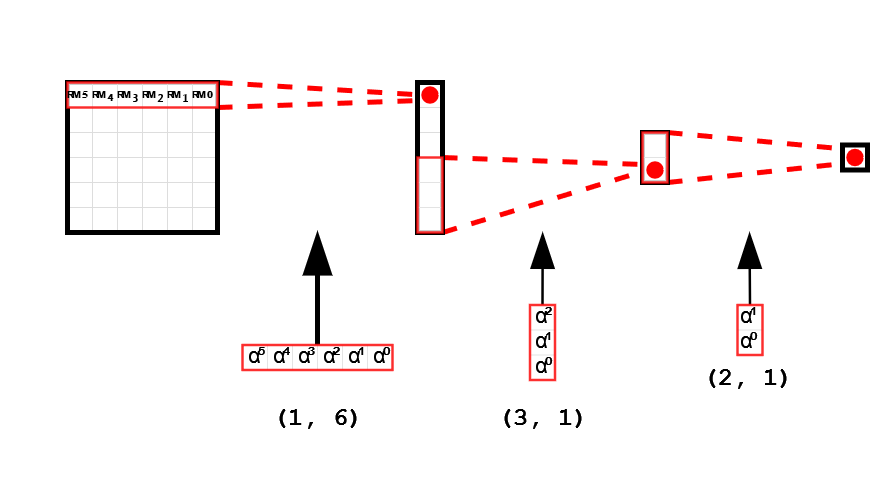 RM5 RM4 RM3 RM2 RM1 RM0
α² α¹
α⁵ α⁴ α³ α² α¹ α⁰ α¹ α⁰
α⁰
(2, 1)
(1, 6) (3, 1)